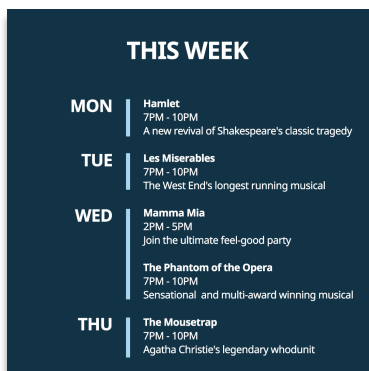 THIS WEEK
MON
Hamlet
7PM - 10PM
A new revival of Shakespeare's classic tragedy
TUE
Les Miserables
7PM - 10PM
The West End's longest running musical
WED
Mamma Mia
2PM - 5PM
Join the ultimate feel-good party
The Phantom of the Opera
7PM - 10PM
Sensational and multi-award winning musical
THU
The Mousetrap
7PM - 10PM
Agatha Christie's legendary whodunit